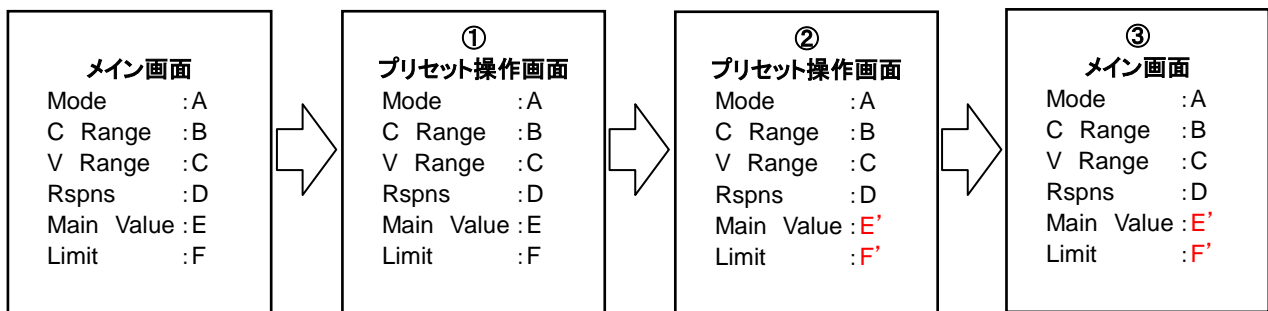 メイン画面
Mode :A
C Range :B
V Range :C
Rspns :D
Main Value :E
Limit :F
①
プリセット操作画面
Mode :A
C Range :B
V Range :C
Rspns :D
Main Value :E
Limit :F
②
プリセット操作画面
Mode :A
C Range :B
V Range :C
Rspns :D
Main Value :E’
Limit :F’
③
メイン画面
Mode :A
C Range :B
V Range :C
Rspns :D
Main Value :E’
Limit :F’